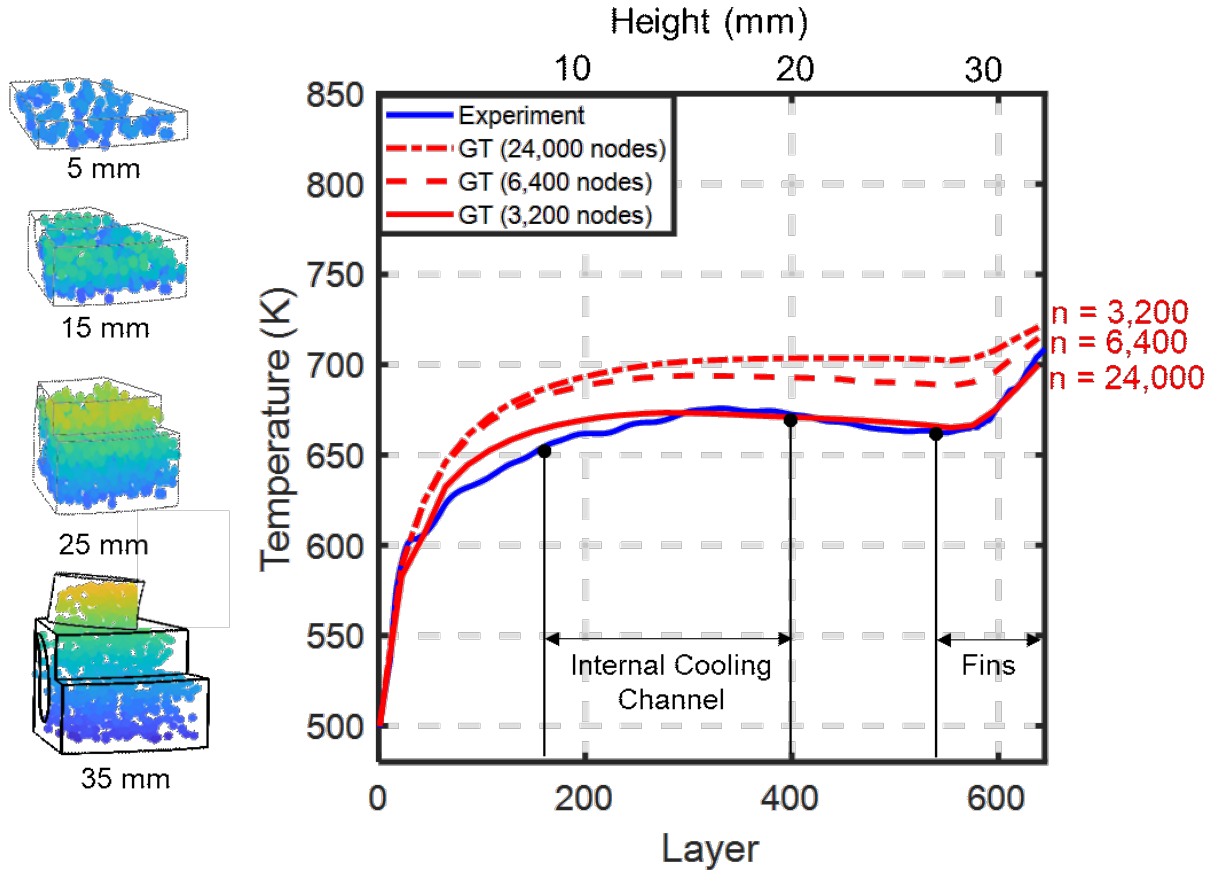 Height (mm)
10 20 30
5 mm
15 mm
25 mm
35 mm
Temperature (K)
850
800
750
700
650
600
550
500
Experiment
GT (24,000 nodes)
GT (6,400 nodes)
GT (3,200 nodes)
n = 3,200
n = 6,400
n = 24,000
Internal Cooling
Channel
Fins
0 200 400 600
Layer